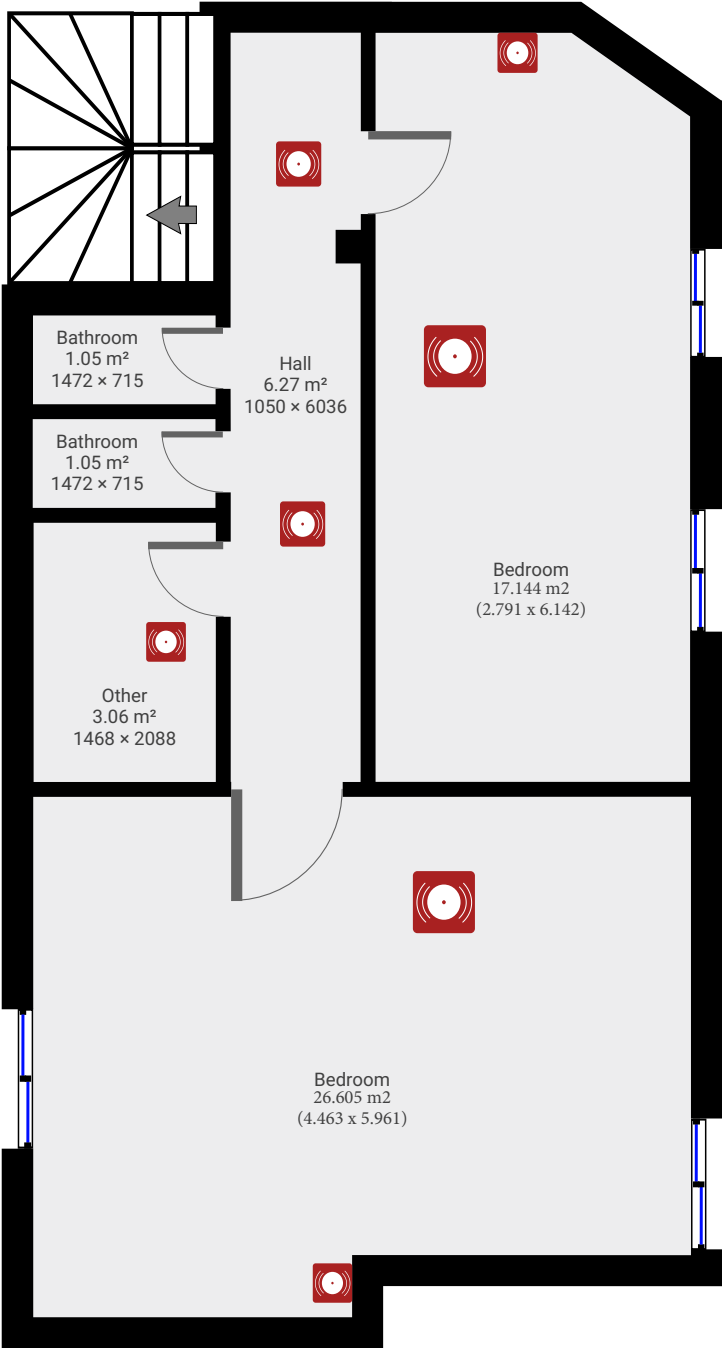 Bathroom
1.05 m²
1472 × 715
Hall
6.27 m²
1050 × 6036
Bathroom
1.05 m²
1472 × 715
Bedroom
17.144 m2
(2.791 x 6.142)
Other
3.06 m²
1468 × 2088
Bedroom
26.605 m2
(4.463 x 5.961)